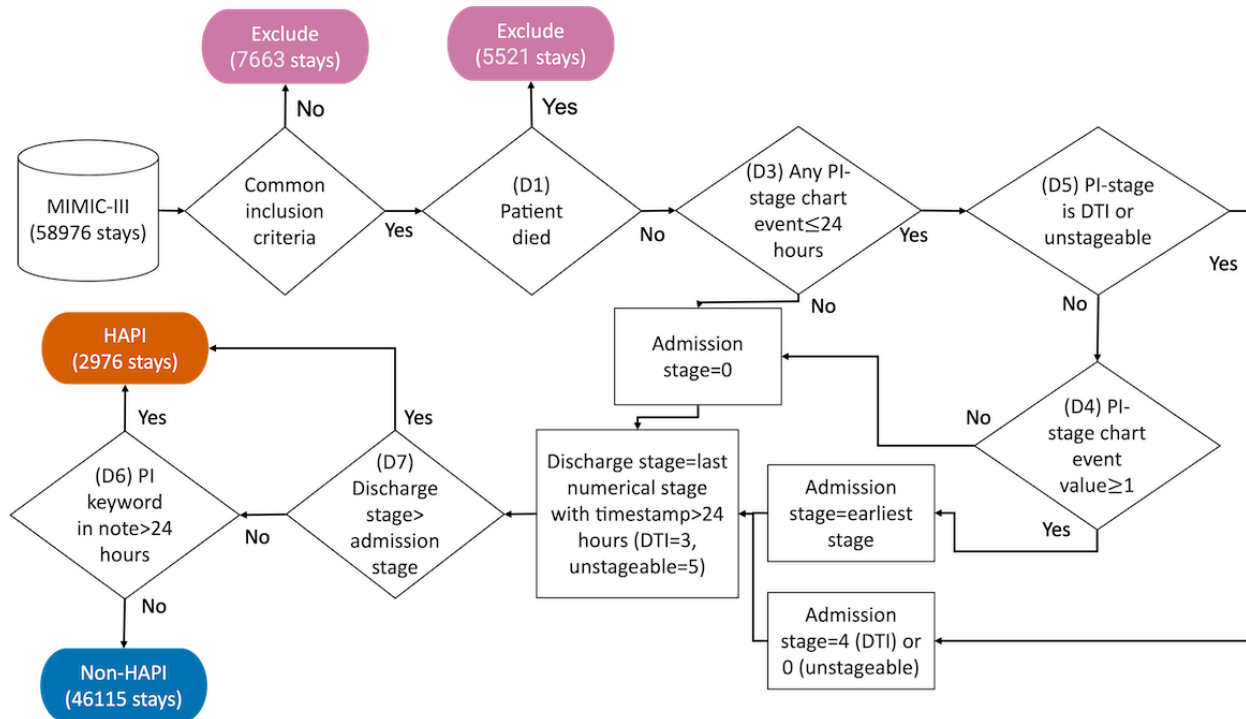 Exclude
(7663 stays)
Exclude
(5521 stays)
No
Yes
MIMIC-III
(58976 stays)
Common
inclusion
criteria
Yes
(D1)
Patient
died
No
(D3) Any PI-
stage chart
event≤24
hours
Yes
(D5) PI-stage
is DTI or
unstageable
Yes
No
No
Admission
stage=0
HAPI
(2976 stays)
Yes
Yes
No
(D4) PI-
stage chart
event
value≥1
Yes
(D6) PI
keyword
in note>24
hours
No
(D7)
Discharge
stage>
admission
stage
Discharge stage=last
numerical stage
with timestamp>24
hours (DTI=3,
unstageable=5)
Admission
stage=earliest
stage
No
Admission
stage=4 (DTI) or
0 (unstageable)
Non-HAPI
(46115 stays)